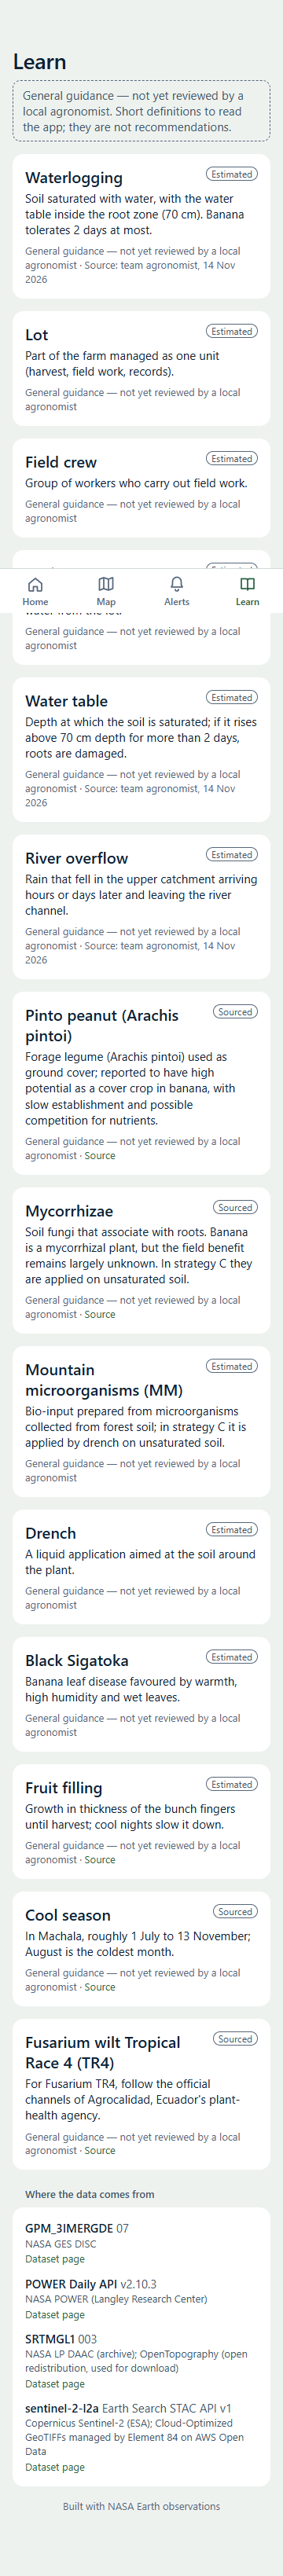 Learn
General guidance — not yet reviewed by a
local agronomist. Short definitions to read
the app; they are not recommendations.
Waterlogging
Estimated
Soil saturated with water, with the water
table inside the root zone (70 cm). Banana
tolerates 2 days at most.
General guidance — not yet reviewed by a local
agronomist · Source: team agronomist, 14 Nov
2026
Lot
Estimated
Part of the farm managed as one unit
(harvest, field work, records).
General guidance — not yet reviewed by a local
agronomist
Field crew
Estimated
Group of workers who carry out field work.
General guidance — not yet reviewed by a local
agronomist
Home
Map
Alerts
Learn
General guidance — not yet reviewed by a local
agronomist
Water table
Estimated
Depth at which the soil is saturated; if it rises
above 70 cm depth for more than 2 days,
roots are damaged.
General guidance — not yet reviewed by a local
agronomist · Source: team agronomist, 14 Nov
2026
River overflow
Estimated
Rain that fell in the upper catchment arriving
hours or days later and leaving the river
channel.
General guidance — not yet reviewed by a local
agronomist · Source: team agronomist, 14 Nov
2026
Pinto peanut (Arachis
pintoi)
Sourced
Forage legume (Arachis pintoi) used as
ground cover; reported to have high
potential as a cover crop in banana, with
slow establishment and possible
competition for nutrients.
General guidance — not yet reviewed by a local
agronomist · Source
Mycorrhizae
Sourced
Soil fungi that associate with roots. Banana
is a mycorrhizal plant, but the field benefit
remains largely unknown. In strategy C they
are applied on unsaturated soil.
General guidance — not yet reviewed by a local
agronomist · Source
Mountain
microorganisms (MM)
Estimated
Bio-input prepared from microorganisms
collected from forest soil; in strategy C it is
applied by drench on unsaturated soil.
General guidance — not yet reviewed by a local
agronomist
Drench
Estimated
A liquid application aimed at the soil around
the plant.
General guidance — not yet reviewed by a local
agronomist
Black Sigatoka
Estimated
Banana leaf disease favoured by warmth,
high humidity and wet leaves.
General guidance — not yet reviewed by a local
agronomist
Fruit filling
Estimated
Growth in thickness of the bunch fingers
until harvest; cool nights slow it down.
General guidance — not yet reviewed by a local
agronomist · Source
Cool season
Sourced
In Machala, roughly 1 July to 13 November;
August is the coldest month.
General guidance — not yet reviewed by a local
agronomist · Source
Fusarium wilt Tropical
Race 4 (TR4)
Sourced
For Fusarium TR4, follow the official
channels of Agrocalidad, Ecuador's plant-
health agency.
General guidance — not yet reviewed by a local
agronomist · Source
Where the data comes from
GPM_3IMERGDE 07
NASA GES DISC
Dataset page
POWER Daily API v2.10.3
NASA POWER (Langley Research Center)
Dataset page
SRTMGL1 003
NASA LP DAAC (archive); OpenTopography (open
redistribution, used for download)
Dataset page
sentinel-2-l2a Earth Search STAC API v1
Copernicus Sentinel-2 (ESA); Cloud-Optimized
GeoTIFFs managed by Element 84 on AWS Open
Data
Dataset page
Built with NASA Earth observations